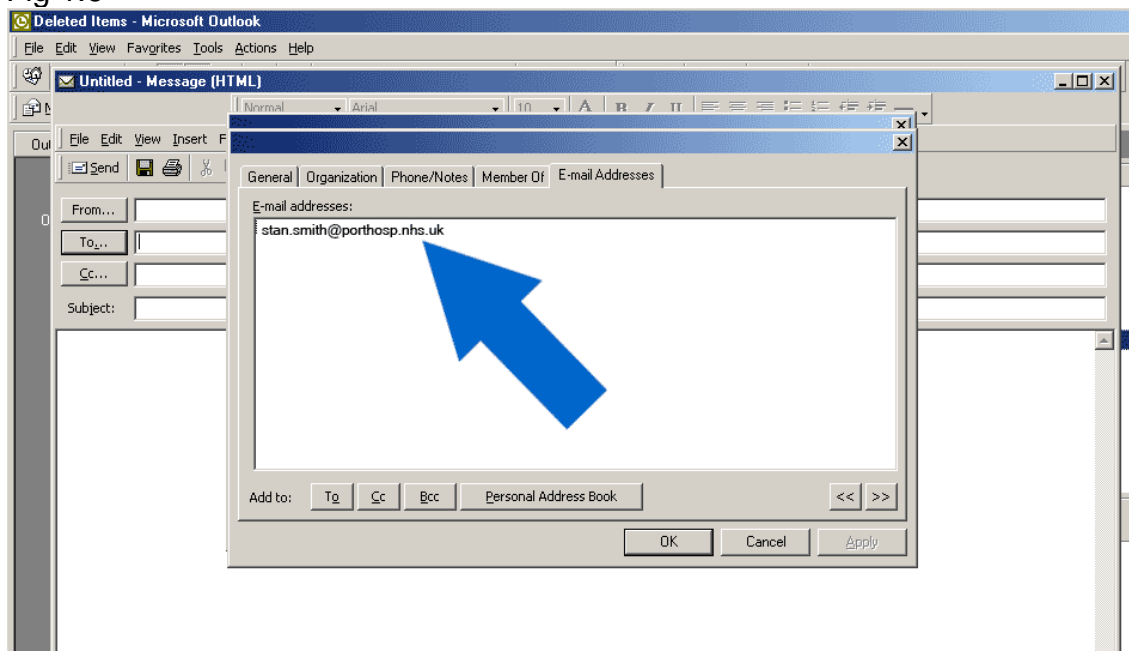 Deleted Items - Microsoft Outlook
File Edit View Favorites Tools Actions Help
Untitled - Message (HTML)
Normal Arial 10 A B I U
File Edit View Insert
Send
From...
To...
Cc...
Subject:
General Organization Phone/Notes Member Of E-mail Addresses
E-mail addresses:
stan.smith@porthosp.nhs.uk
Add to: To Cc Bcc Personal Address Book << >>
OK Cancel Apply